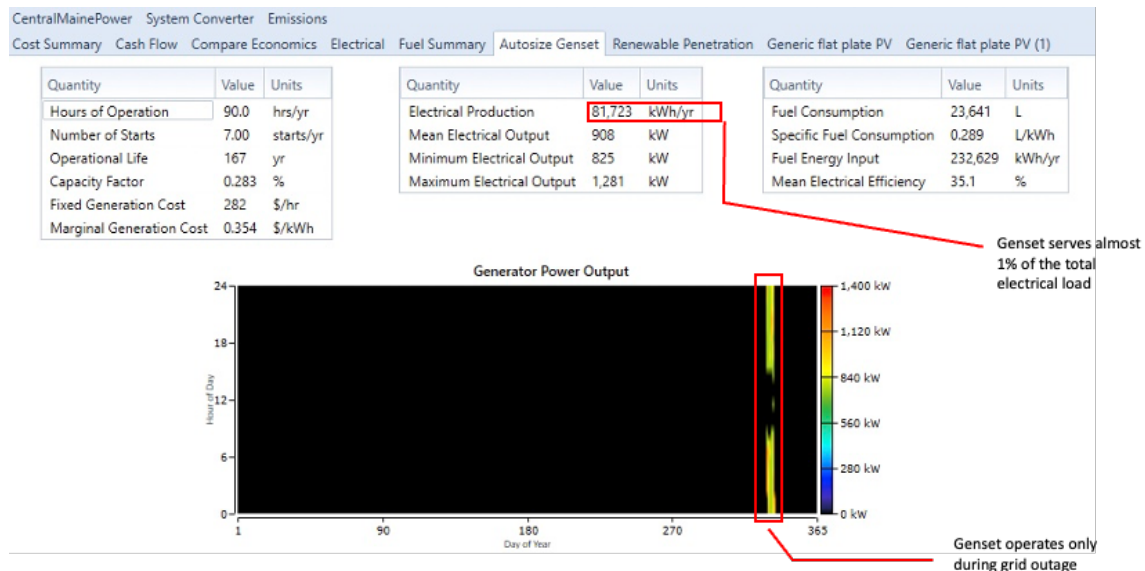 CentralMainePower System Converter Emissions
Cost Summary Cash Flow Compare Economics Electrical Fuel Summary Autosize Genset Renewable Penetration Generic flat plate PV Generic flat plate PV (1)
Quantity Value Units
Hours of Operation 90.0 hrs/yr
Number of Starts 7.00 starts/yr
Operational Life 167 yr
Capacity Factor 0.283 %
Fixed Generation Cost 282 $/hr
Marginal Generation Cost 0.354 $/kWh
Quantity Value Units
Electrical Production 81,723 kWh/yr
Mean Electrical Output 908 kW
Minimum Electrical Output 825 kW
Maximum Electrical Output 1,281 kW
Quantity Value Units
Fuel Consumption 23,641 L
Specific Fuel Consumption 0.289 L/kWh
Fuel Energy Input 232,629 kWh/yr
Mean Electrical Efficiency 35.1 %
Genset serves almost
1% of the total
electrical load
Generator Power Output
24
18
12
6
0
Hour of Day
1 90 180 270 365
Day of Year
1,400 kW
1,120 kW
840 kW
560 kW
280 kW
0 kW
Genset operates only
during grid outage